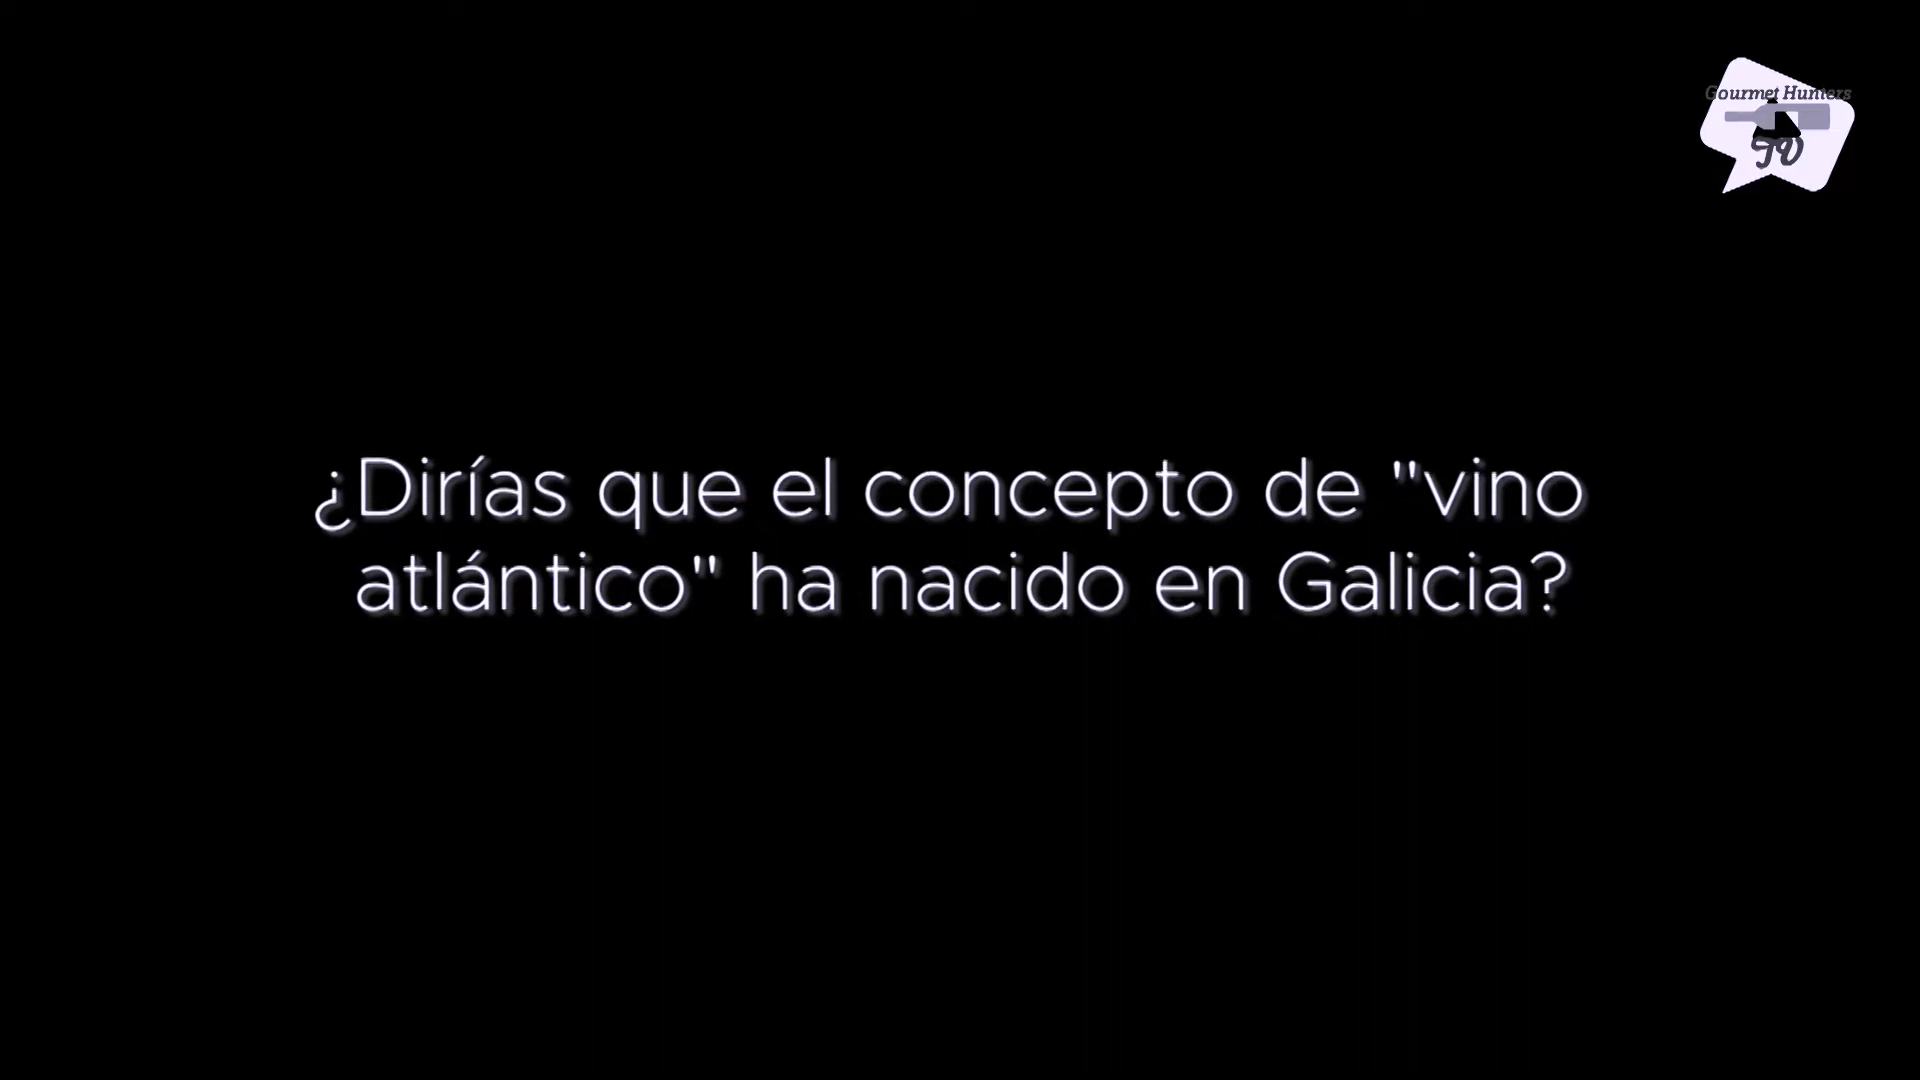 Gourmet Hunters
TV
¿Dirías que el concepto de "vino
atlántico" ha nacido en Galicia?